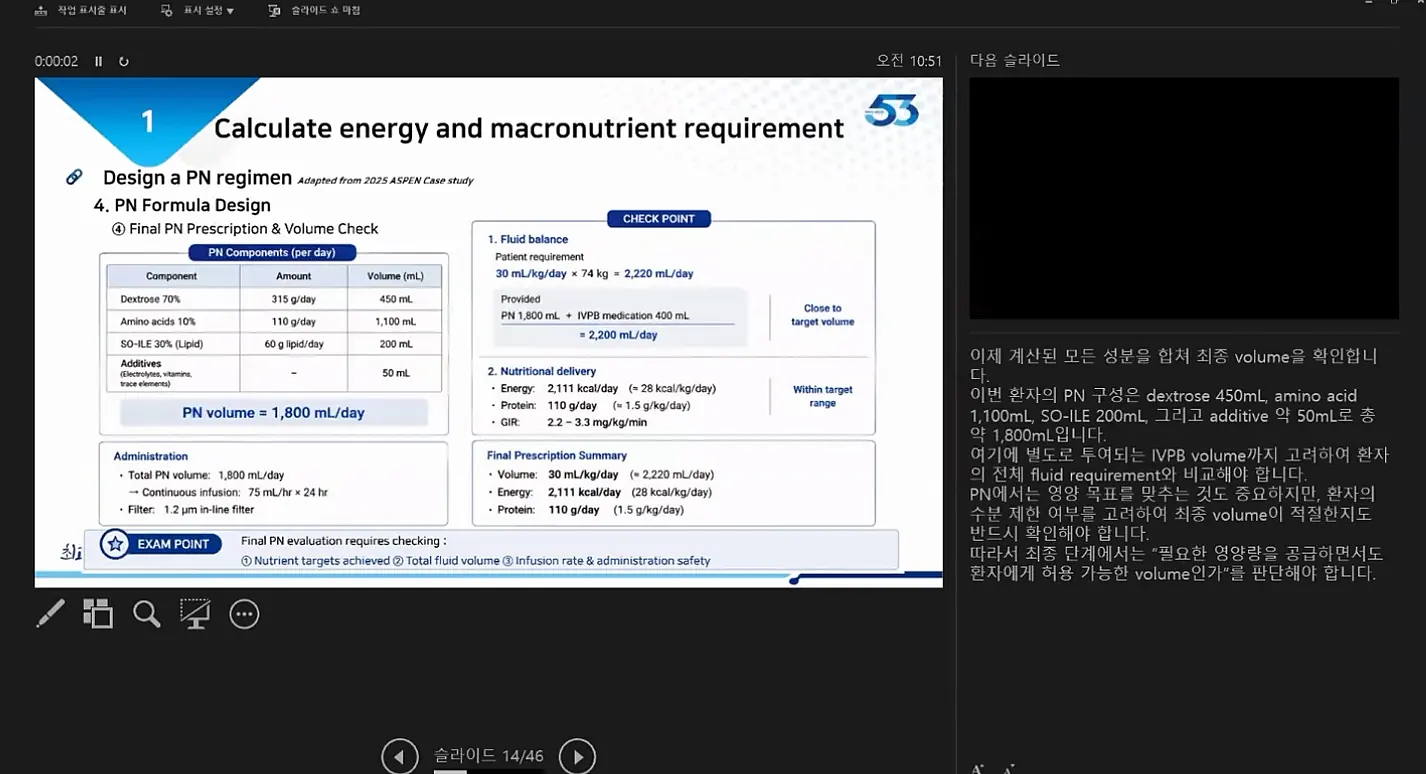 작업 표시줄 표시
표시 설정 ▼
슬라이드 쇼 마침
0:00:02
오전 10:51
다음 슬라이드
1
53
Calculate energy and macronutrient requirement
Design a PN regimen Adapted from 2025 ASPEN Case study
4. PN Formula Design
④ Final PN Prescription & Volume Check
PN Components (per day)
Component Amount Volume (mL)
Dextrose 70% 315 g/day 450 mL
Amino acids 10% 110 g/day 1,100 mL
SO-ILE 30% (Lipid) 60 g lipid/day 200 mL
Additives
(Electrolytes, vitamins,
trace elements)
– 50 mL
PN volume = 1,800 mL/day
Administration
• Total PN volume: 1,800 mL/day
→ Continuous infusion: 75 mL/hr × 24 hr
• Filter: 1.2 μm in-line filter
CHECK POINT
1. Fluid balance
Patient requirement
30 mL/kg/day × 74 kg = 2,220 mL/day
Provided
PN 1,800 mL + IVPB medication 400 mL
= 2,200 mL/day
Close to
target volume
2. Nutritional delivery
• Energy: 2,111 kcal/day (≈ 28 kcal/kg/day)
• Protein: 110 g/day (≈ 1.5 g/kg/day)
• GIR: 2.2 – 3.3 mg/kg/min
Within target
range
Final Prescription Summary
• Volume: 30 mL/kg/day (≈ 2,220 mL/day)
• Energy: 2,111 kcal/day (28 kcal/kg/day)
• Protein: 110 g/day (1.5 g/kg/day)
EXAM POINT
Final PN evaluation requires checking :
① Nutrient targets achieved ② Total fluid volume ③ Infusion rate & administration safety
이제 계산된 모든 성분을 합쳐 최종 volume을 확인합니
다.
이번 환자의 PN 구성은 dextrose 450mL, amino acid
1,100mL, SO-ILE 200mL, 그리고 additive 약 50mL로 총
약 1,800mL입니다.
여기에 별도로 투여되는 IVPB volume까지 고려하여 환자
의 전체 fluid requirement와 비교해야 합니다.
PN에서는 영양 목표를 맞추는 것도 중요하지만, 환자의
수분 제한 여부를 고려하여 최종 volume이 적절한지도
반드시 확인해야 합니다.
따라서 최종 단계에서는 "필요한 영양량을 공급하면서도
환자에게 허용 가능한 volume인가"를 판단해야 합니다.
슬라이드 14/46